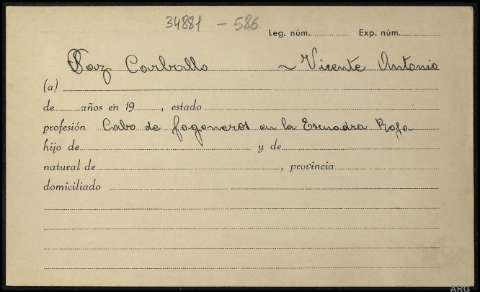 34881 - 586
Leg. núm. Exp. núm.
Paz Carballo ~ Vicente Antonio
(a)
de años en 19 , estado
profesión Cabo de fogoneros en la Escuadra Roja
hijo de y de
natural de , provincia
domiciliado
ARG